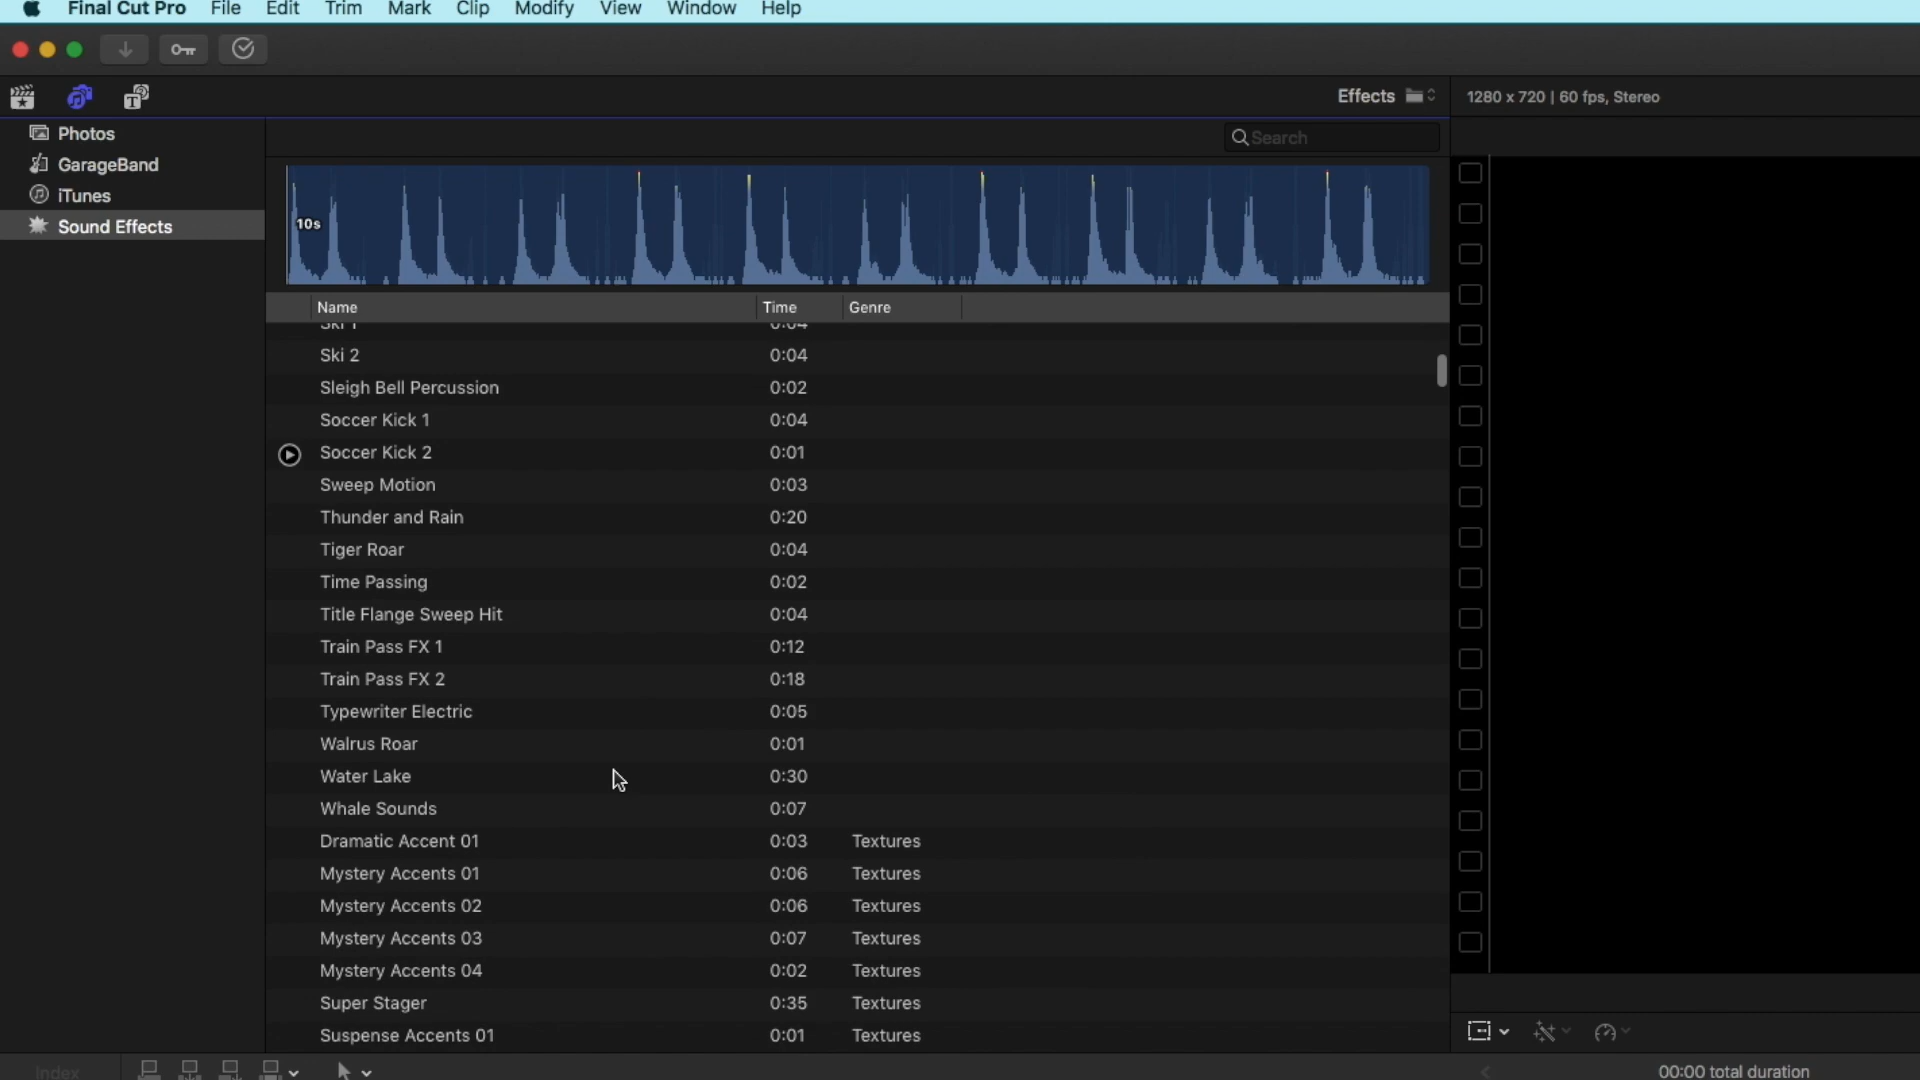 Final Cut Pro File Edit Trim Mark Clip Modify View Window Help
Effects
1280 x 720 | 60 fps, Stereo
Photos
GarageBand
iTunes
Sound Effects
Search
10s
Name Time Genre
Ski 1 0:04
Ski 2 0:04
Sleigh Bell Percussion 0:02
Soccer Kick 1 0:04
Soccer Kick 2 0:01
Sweep Motion 0:03
Thunder and Rain 0:20
Tiger Roar 0:04
Time Passing 0:02
Title Flange Sweep Hit 0:04
Train Pass FX 1 0:12
Train Pass FX 2 0:18
Typewriter Electric 0:05
Walrus Roar 0:01
Water Lake 0:30
Whale Sounds 0:07
Dramatic Accent 01 0:03 Textures
Mystery Accents 01 0:06 Textures
Mystery Accents 02 0:06 Textures
Mystery Accents 03 0:07 Textures
Mystery Accents 04 0:02 Textures
Super Stager 0:35 Textures
Suspense Accents 01 0:01 Textures
Index
00:00 total duration